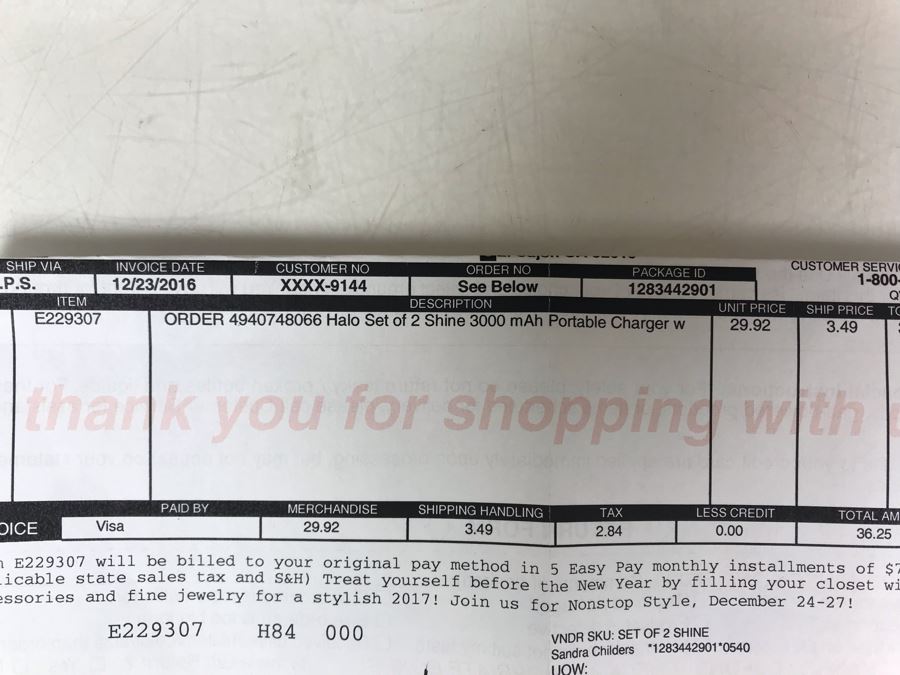 SHIP VIA INVOICE DATE CUSTOMER NO ORDER NO PACKAGE ID CUSTOMER
.P.S. 12/23/2016 XXXX-9144 See Below 1283442901 1-800-
ITEM DESCRIPTION UNIT PRICE SHIP PRICE
E229307 ORDER 4940748066 Halo Set of 2 Shine 3000 mAh Portable Charger w 29.92 3.49
thank you for shopping with
PAID BY MERCHANDISE SHIPPING HANDLING TAX LESS CREDIT TOTAL AM
OICE Visa 29.92 3.49 2.84 0.00 36.25
E229307 will be billed to your original pay method in 5 Easy Pay monthly installments of $7
licable state sales tax and S&H) Treat yourself before the New Year by filling your closet wi
essories and fine jewelry for a stylish 2017! Join us for Nonstop Style, December 24-27!
E229307 H84 000
VNDR SKU: SET OF 2 SHINE
Sandra Childers *1283442901*0540
UOW: